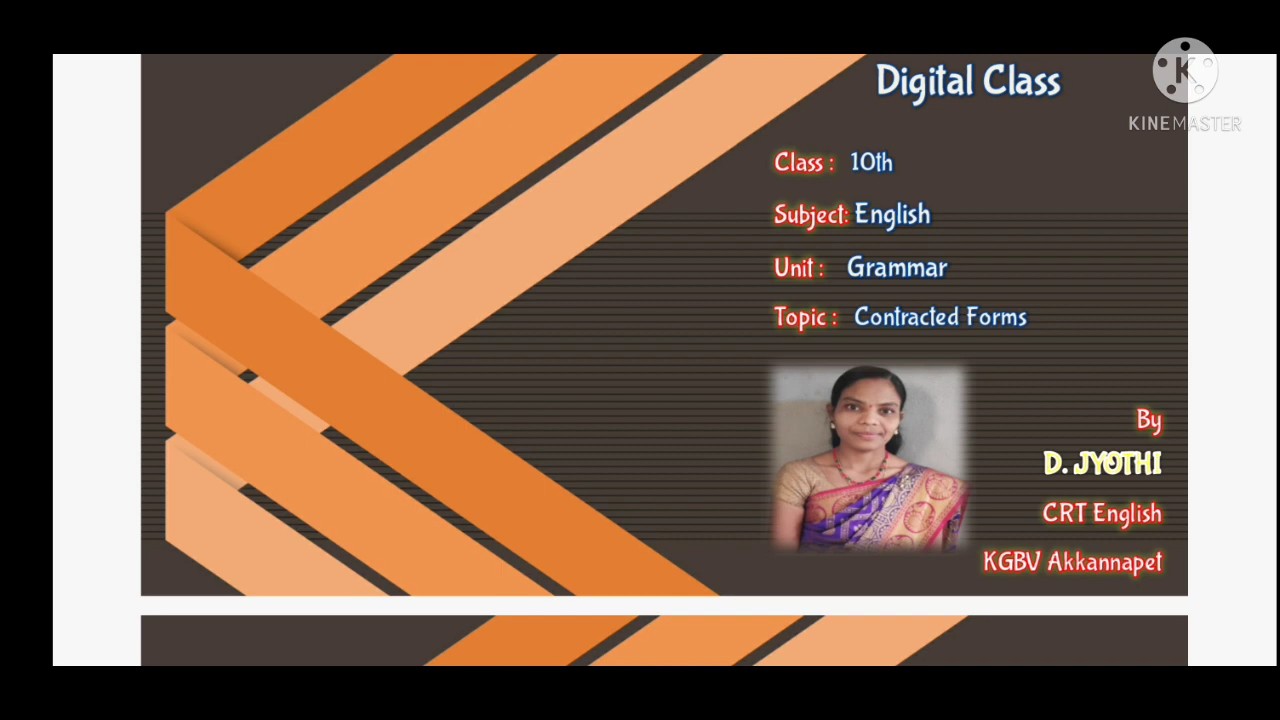 Digital Class
KINEMASTER
Class : 10th
Subject: English
Unit : Grammar
Topic : Contracted Forms
By
D. JYOTHI
CRT English
KGBV Akkannapet